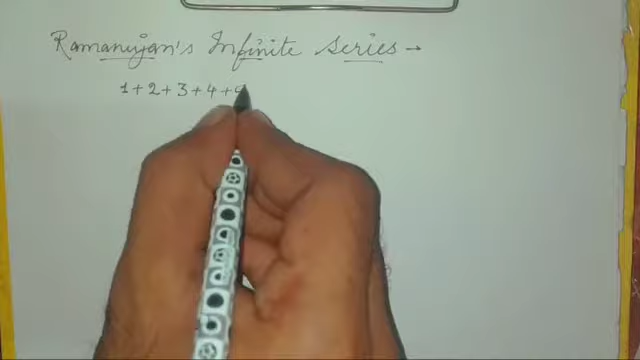 Ramanujan's Infinite Series →
1+2+3+4+